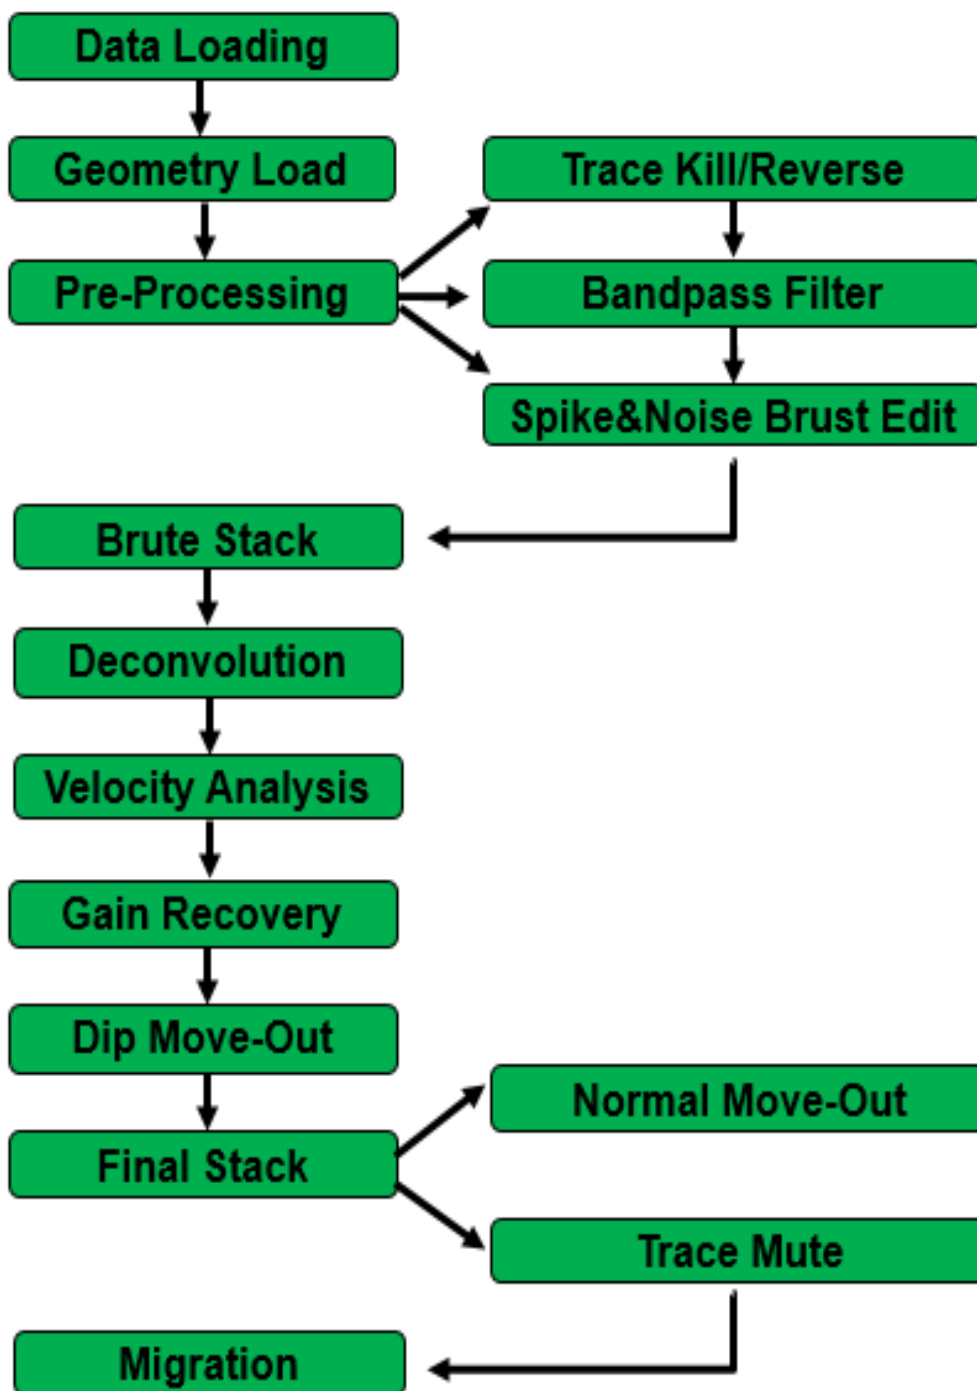 Data Loading
Geometry Load
Trace Kill/Reverse
Pre-Processing
Bandpass Filter
Spike&Noise Brust Edit
Brute Stack
Deconvolution
Velocity Analysis
Gain Recovery
Dip Move-Out
Normal Move-Out
Final Stack
Trace Mute
Migration